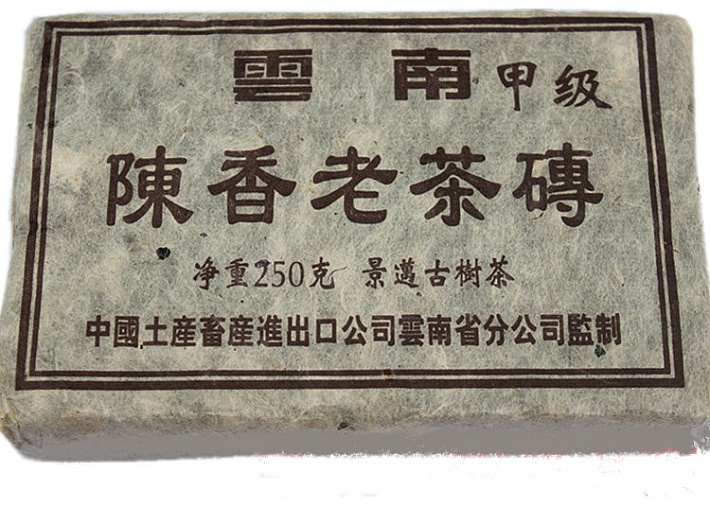 雲南甲级
陳香老茶磚
净重250克 景邁古樹茶
中國土産畜産進出口公司雲南省分公司監制